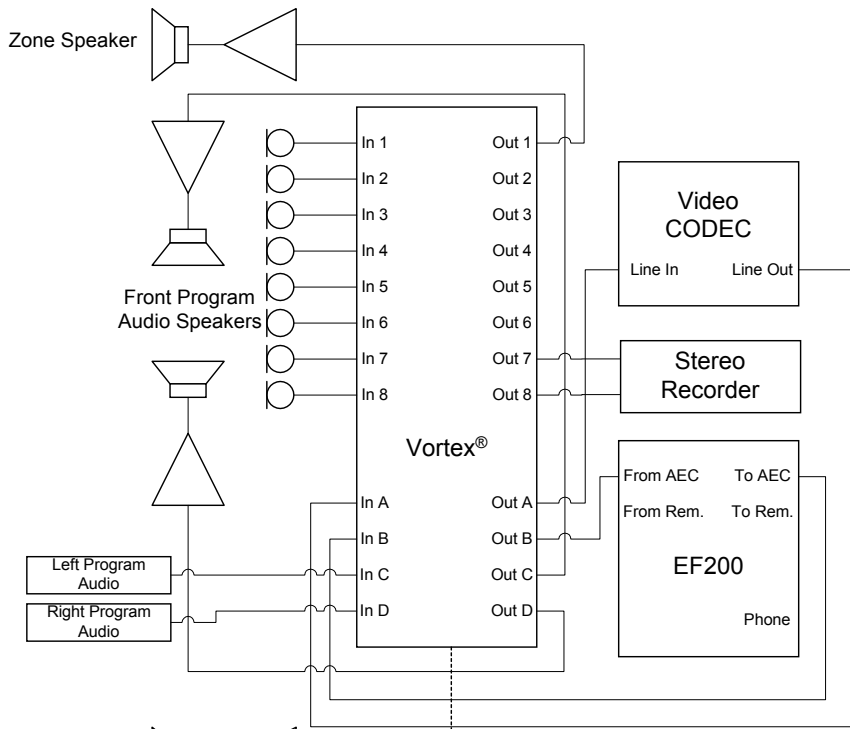 Zone Speaker
In 1
In 2
In 3
In 4
In 5
In 6
In 7
In 8
Out 1
Out 2
Out 3
Out 4
Out 5
Out 6
Out 7
Out 8
Front Program
Audio Speakers
Vortex®
In A
In B
In C
In D
Out A
Out B
Out C
Out D
Left Program
Audio
Right Program
Audio
Video
CODEC
Line In
Line Out
Stereo
Recorder
From AEC
To AEC
From Rem.
To Rem.
EF200
Phone